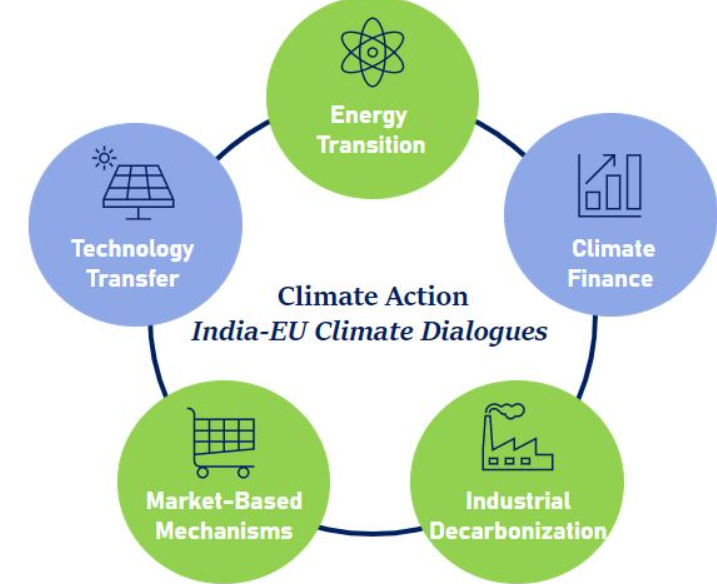 Energy
Transition
Technology
Transfer
Climate
Finance
Climate Action
India-EU Climate Dialogues
Market-Based
Mechanisms
Industrial
Decarbonization